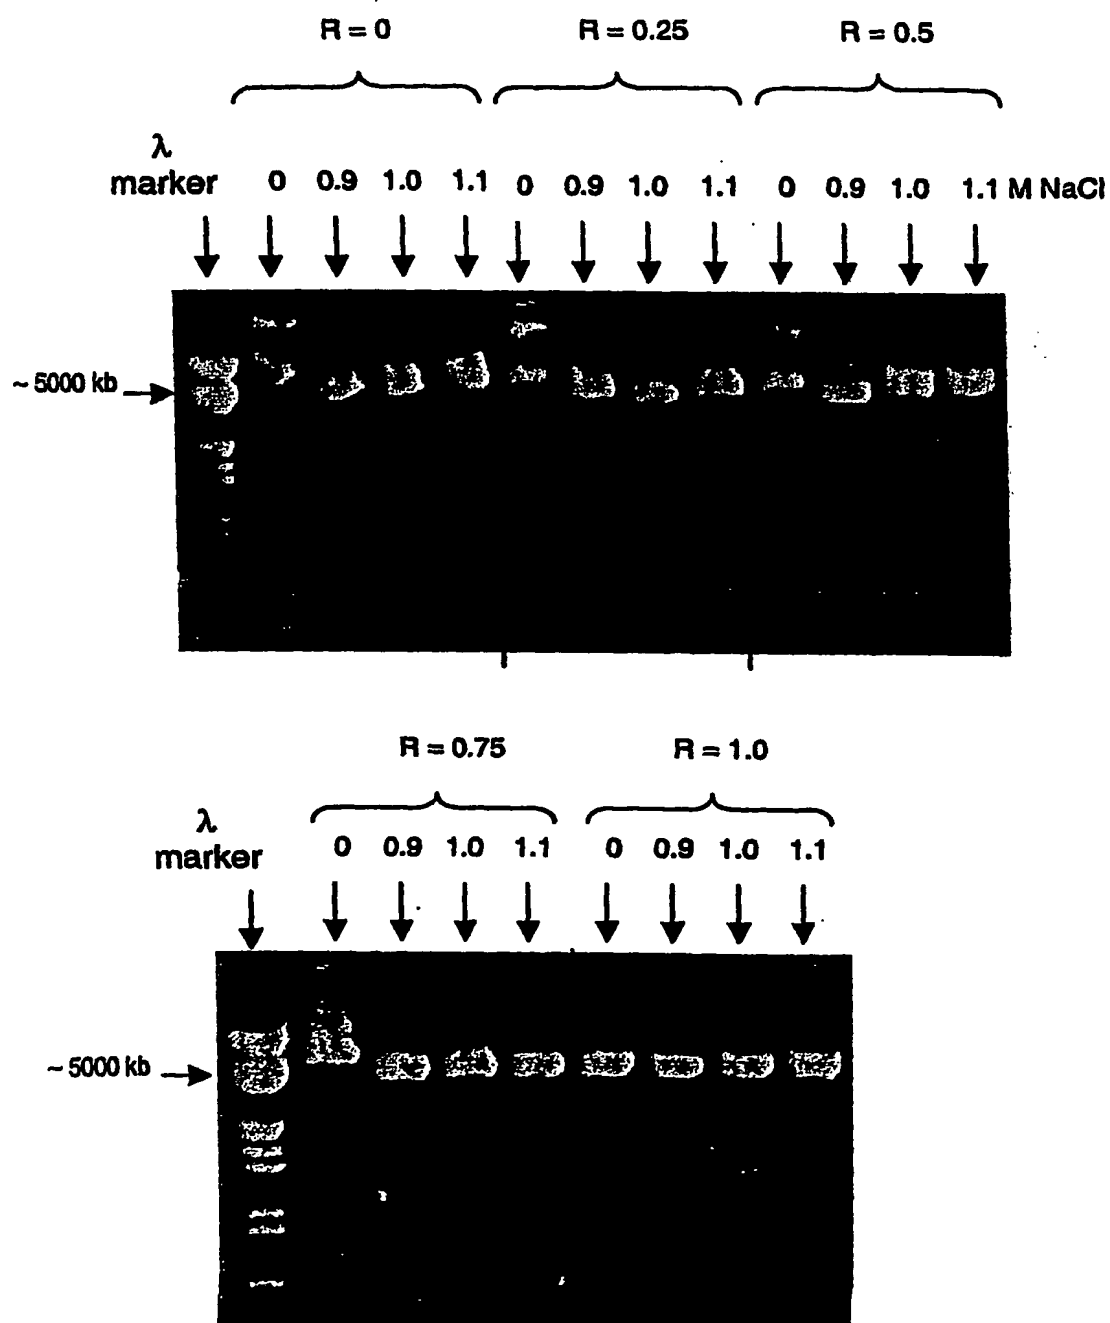 R = 0 R = 0.25 R = 0.5
λ
marker 0 0.9 1.0 1.1 0 0.9 1.0 1.1 0 0.9 1.0 1.1 M NaCl
~ 5000 kb
R = 0.75 R = 1.0
λ
marker 0 0.9 1.0 1.1 0 0.9 1.0 1.1
~ 5000 kb